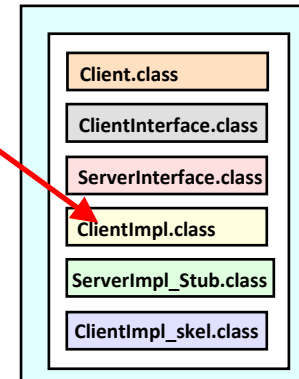 Client.class
ClientInterface.class
ServerInterface.class
ClientImpl.class
ServerImpl_Stub.class
ClientImpl_skel.class